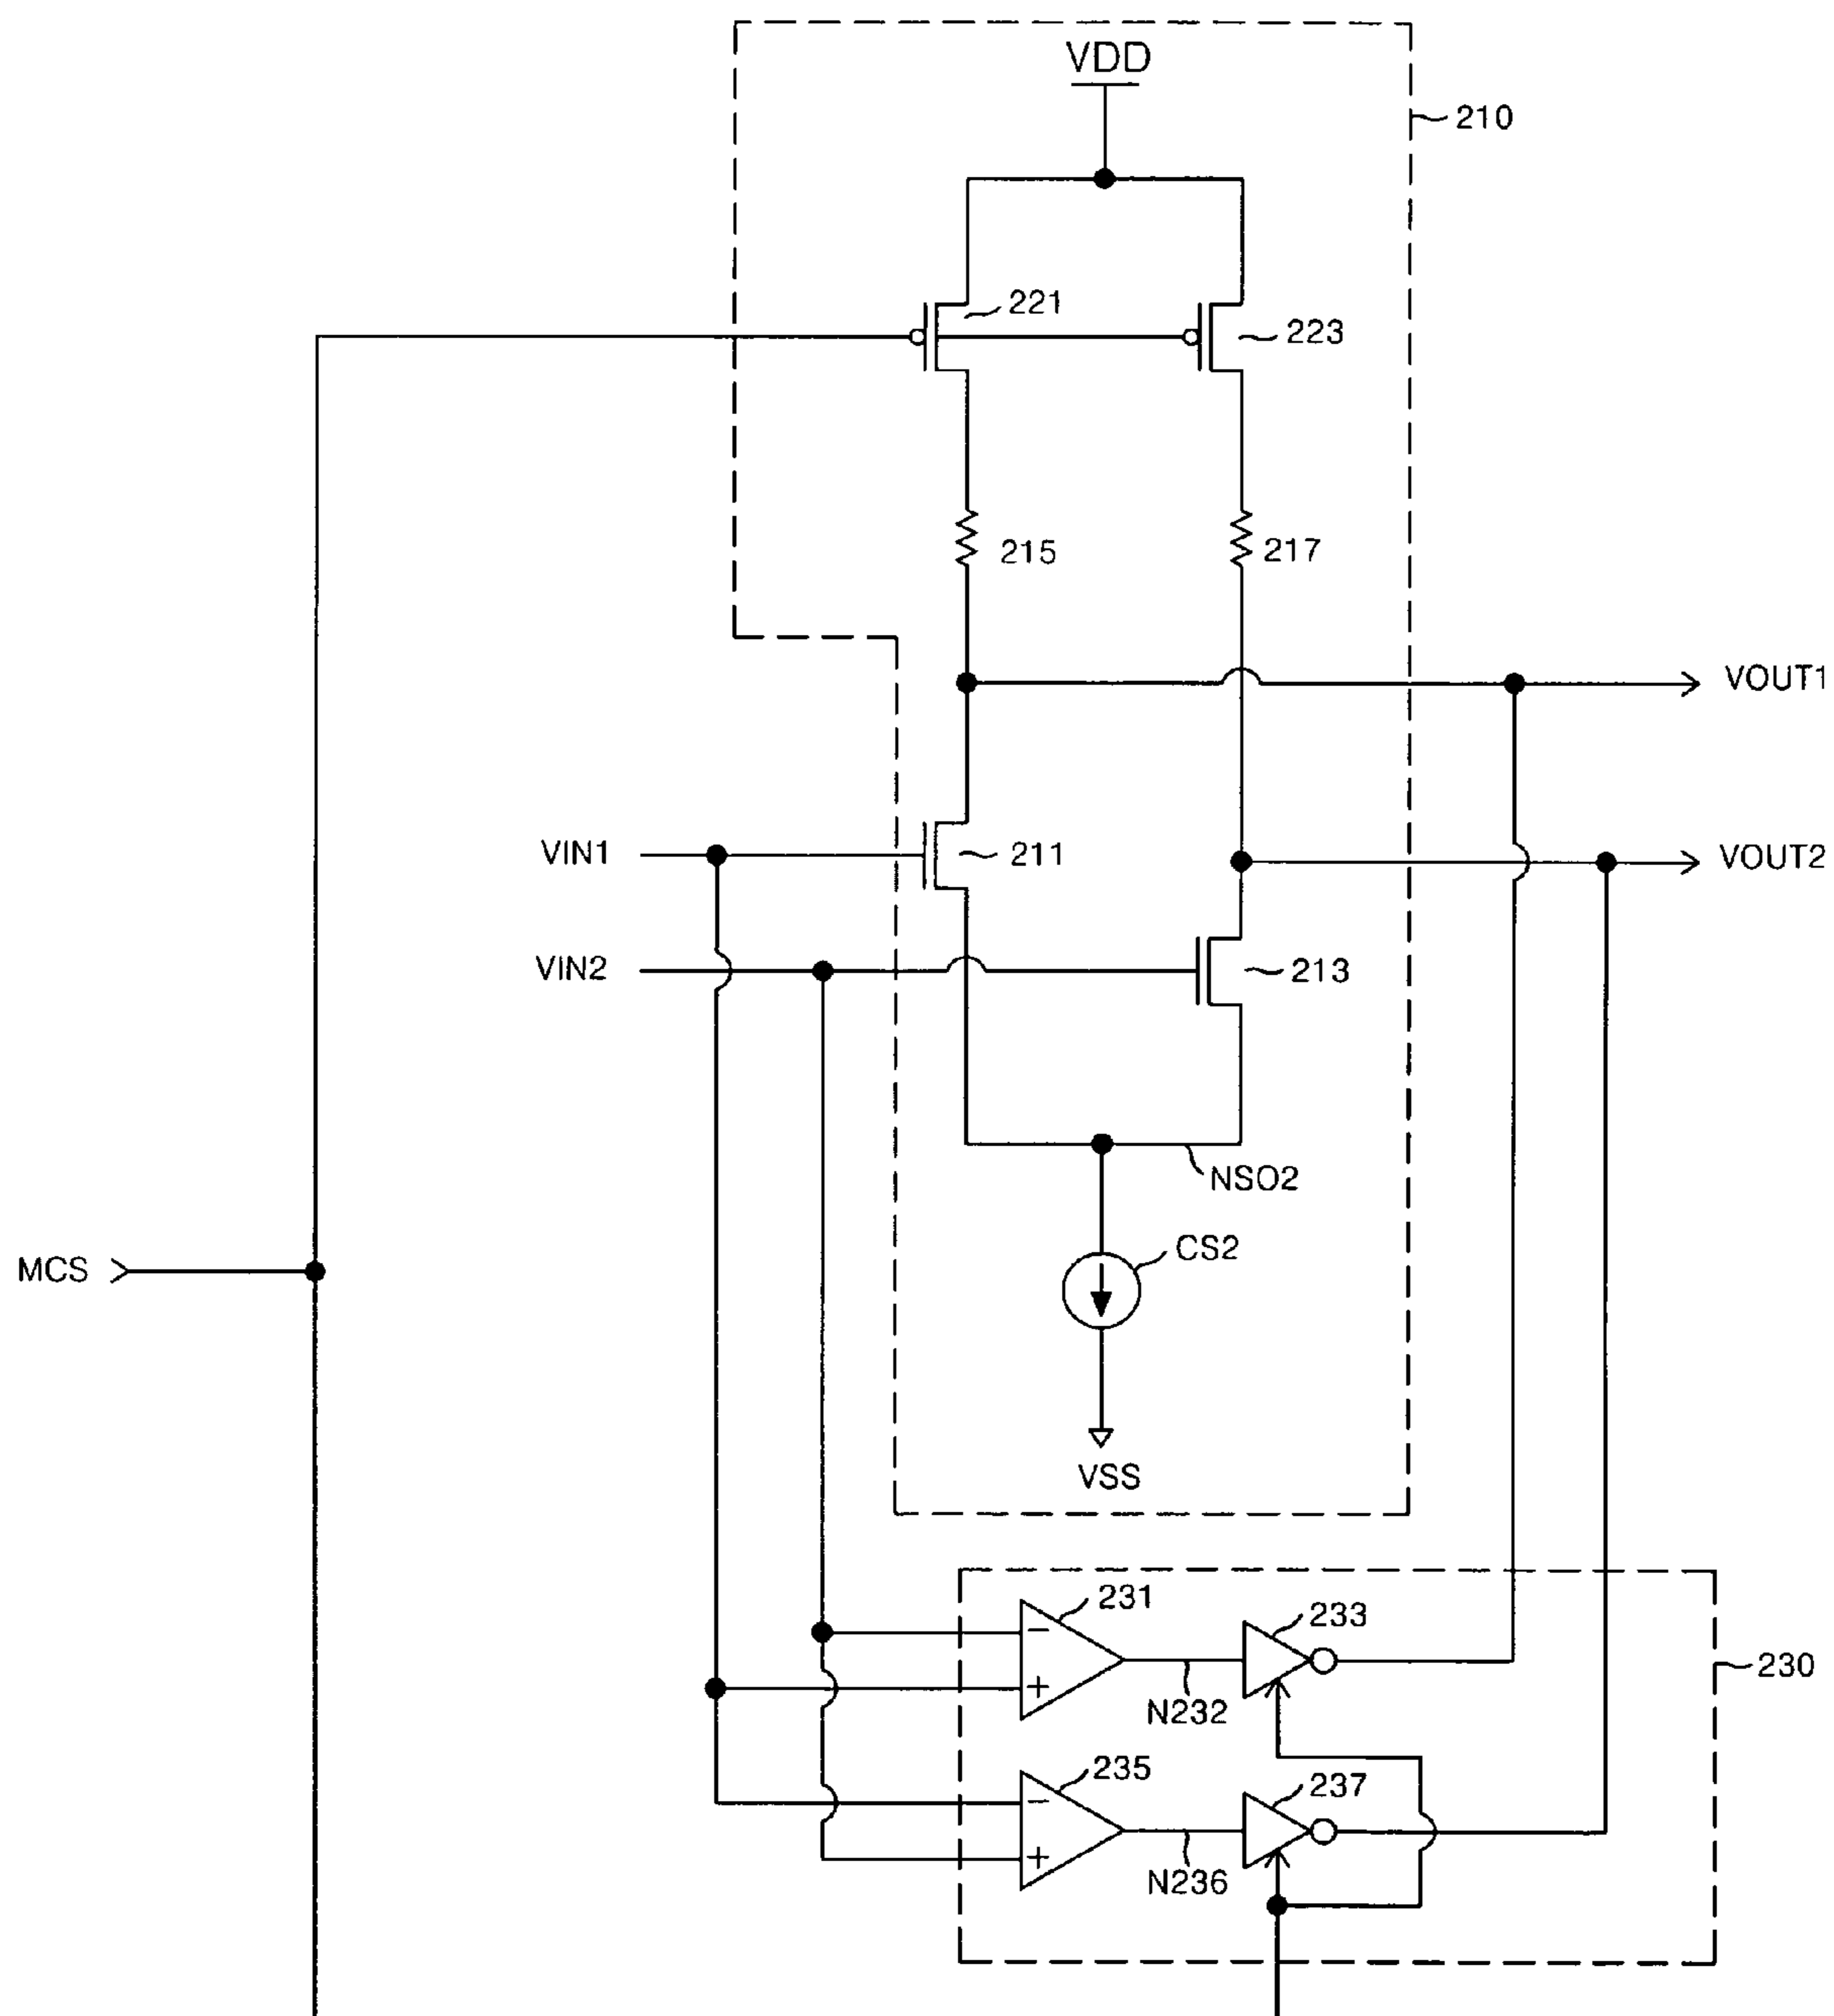 VDD
210
221
223
215
217
VOUT1
VIN1
211
VOUT2
VIN2
213
NSO2
CS2
MCS
VSS
231
233
−
230
+
N232
235
237
−
+
N236